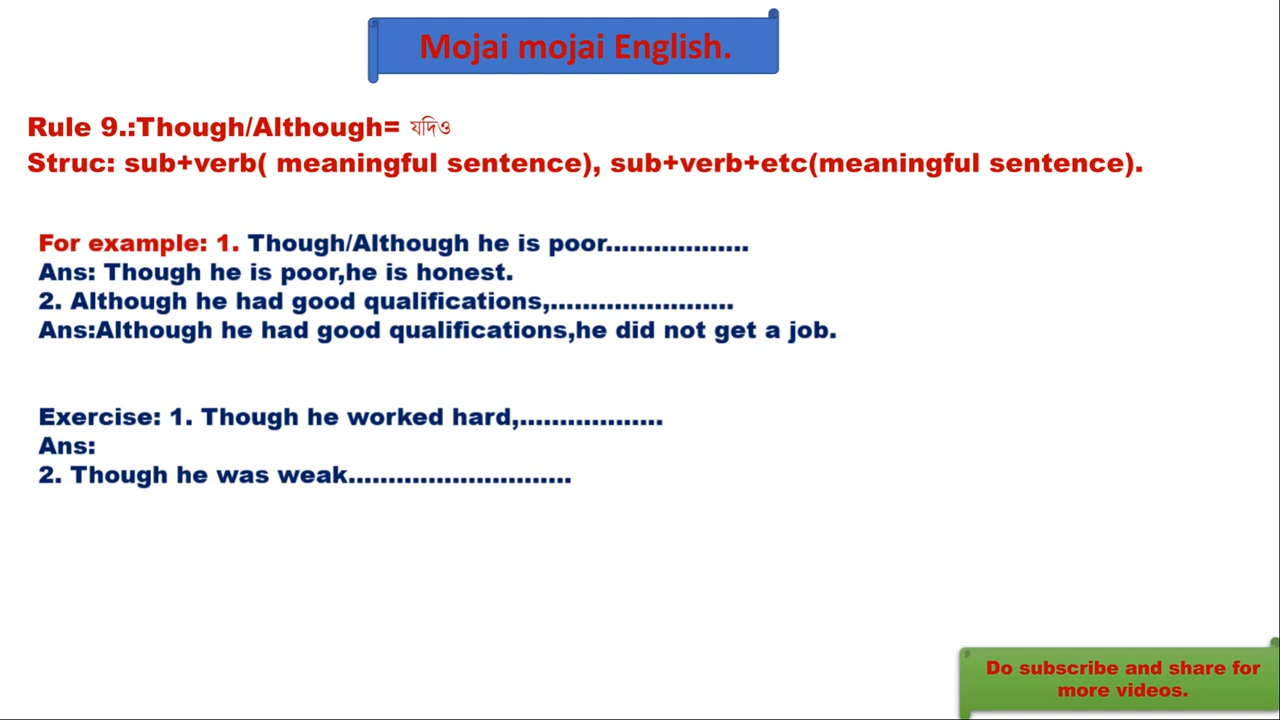 Mojai mojai English.
Rule 9.:Though/Although= যদিও
Struc: sub+verb( meaningful sentence), sub+verb+etc(meaningful sentence).
For example: 1. Though/Although he is poor..................
Ans: Though he is poor,he is honest.
2. Although he had good qualifications,.......................
Ans:Although he had good qualifications,he did not get a job.
Exercise: 1. Though he worked hard,..................
Ans:
2. Though he was weak............................
Do subscribe and share for
more videos.